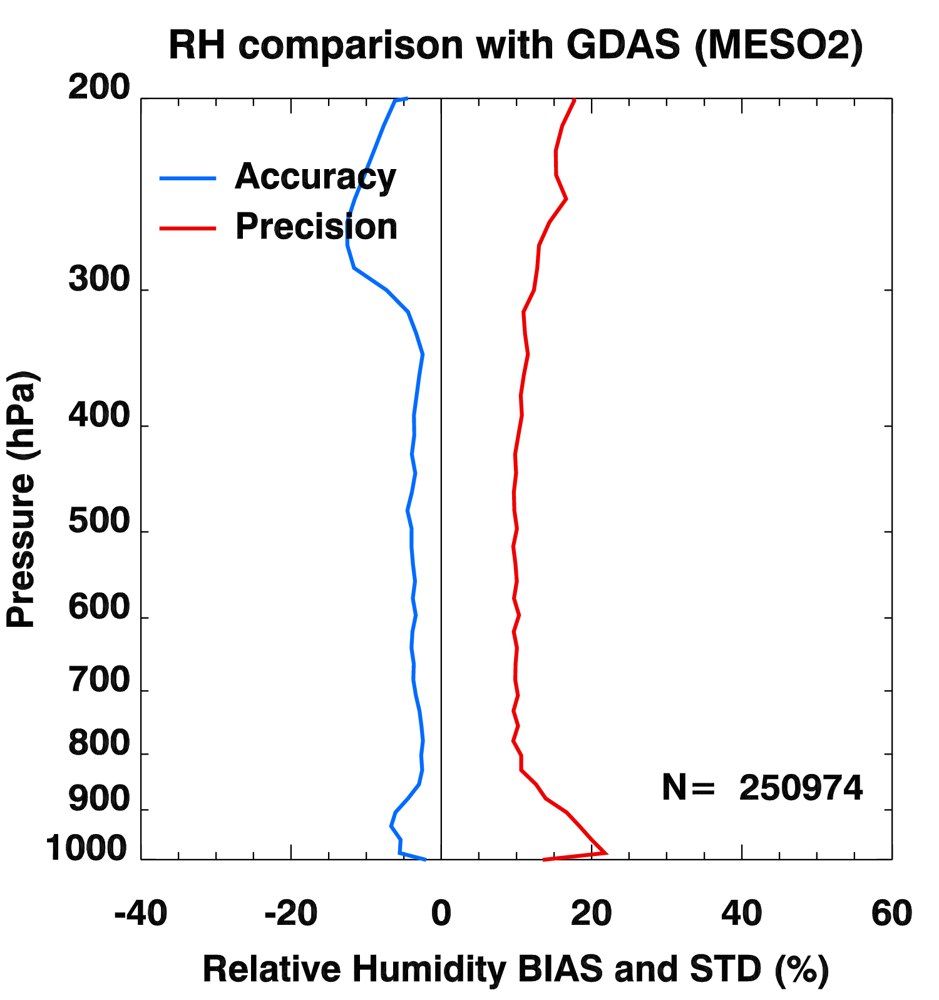 RH comparison with GDAS (MESO2)
200
Accuracy
Precision
300
400
Pressure (hPa)
500
600
700
800
N= 250974
900
1000
-40 -20 0 20 40 60
Relative Humidity BIAS and STD (%)